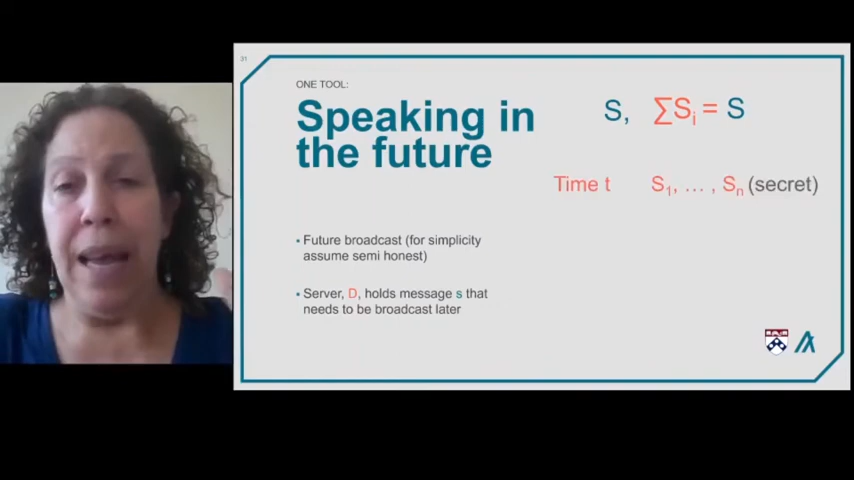 31
ONE TOOL:
Speaking in
the future
S, ∑Sᵢ = S
Time t S₁, … , Sₙ (secret)
• Future broadcast (for simplicity
assume semi honest)
• Server, D, holds message s that
needs to be broadcast later